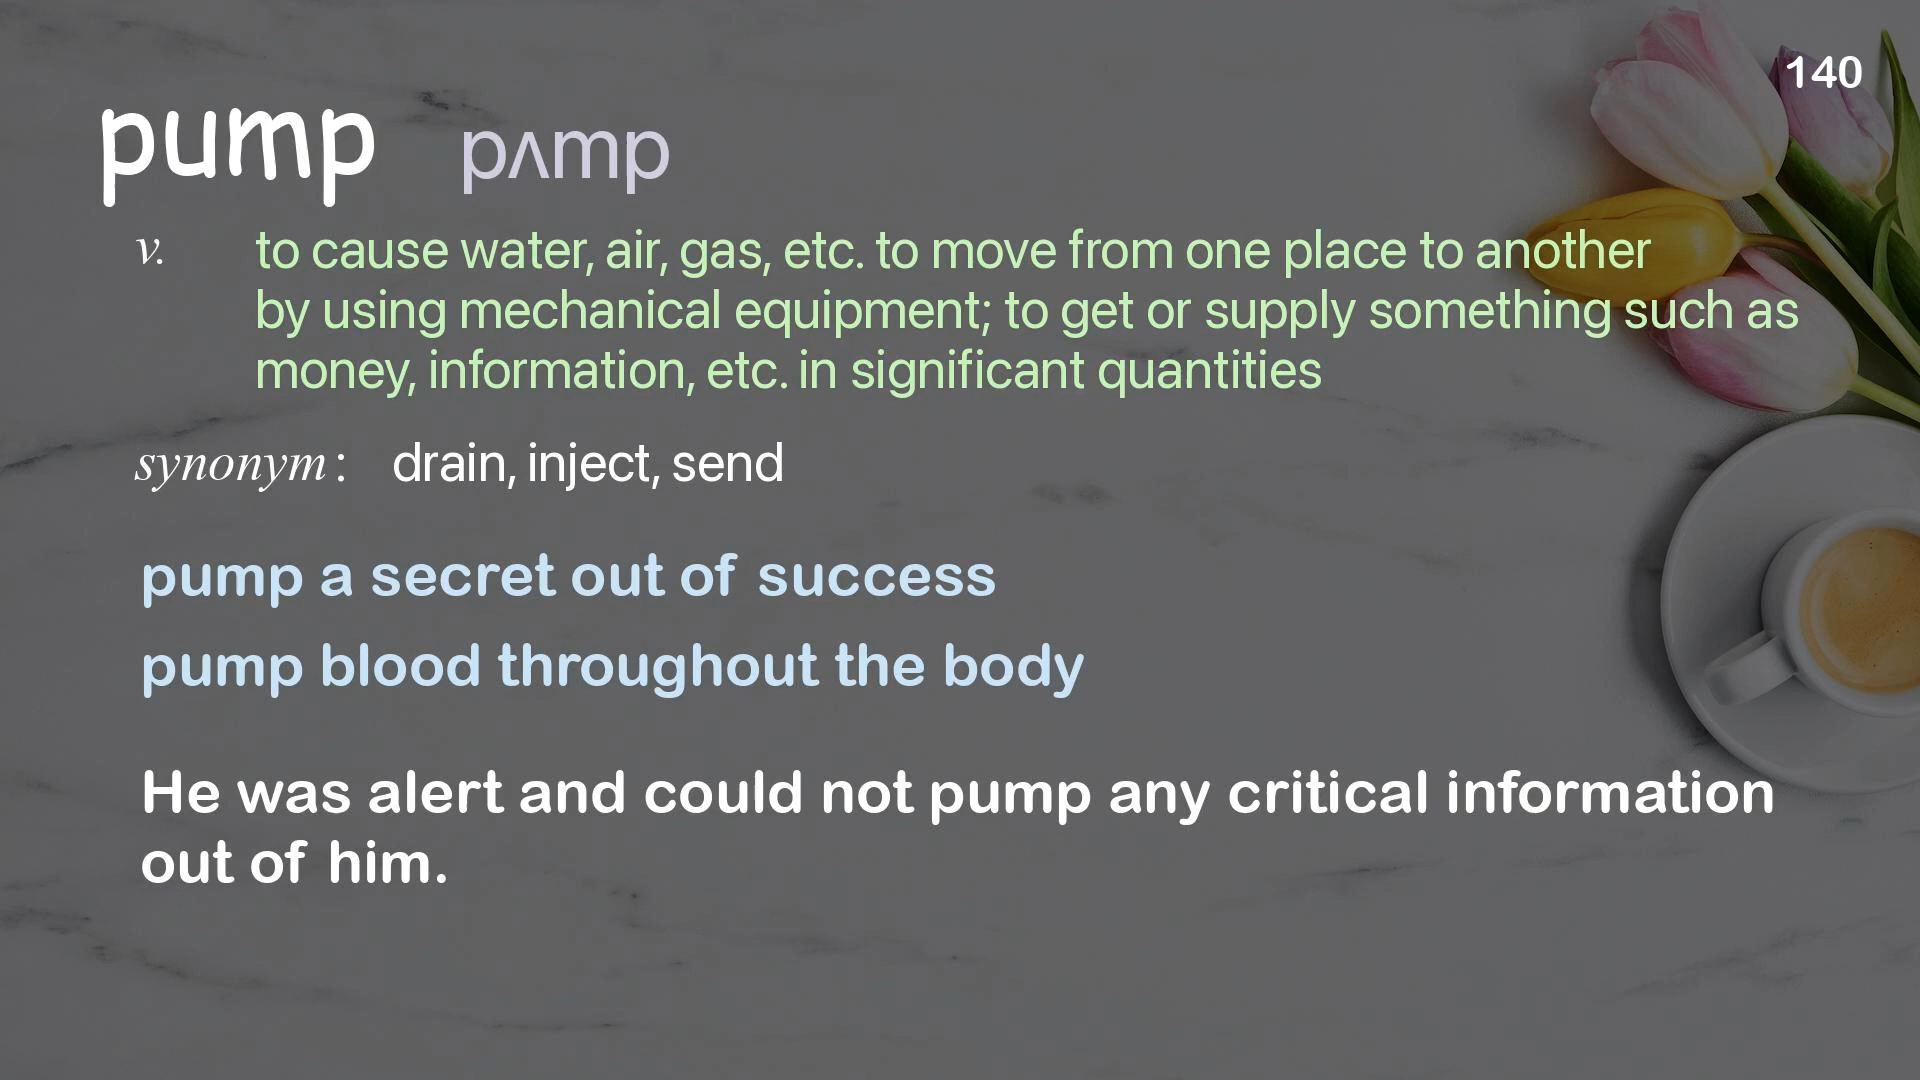 140
pump pʌmp
v. to cause water, air, gas, etc. to move from one place to another
by using mechanical equipment; to get or supply something such as
money, information, etc. in significant quantities
synonym: drain, inject, send
pump a secret out of success
pump blood throughout the body
He was alert and could not pump any critical information
out of him.